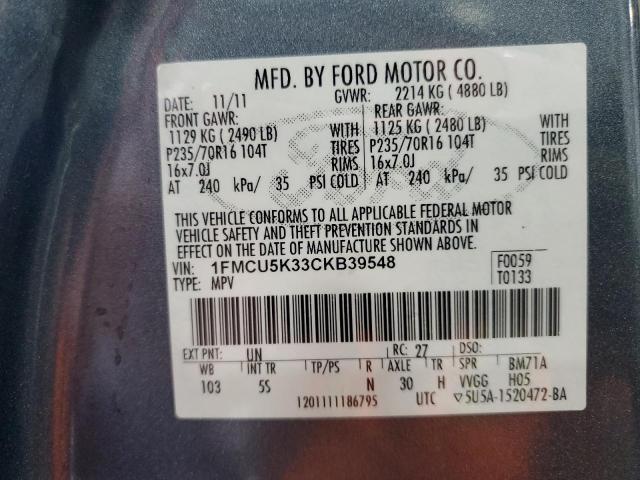 MFD. BY FORD MOTOR CO.
DATE: 11/11 GVWR: 2214 KG ( 4880 LB)
FRONT GAWR: REAR GAWR:
1129 KG ( 2490 LB) WITH 1125 KG ( 2480 LB) WITH
P235/70R16 104T TIRES P235/70R16 104T TIRES
16x7.0J RIMS 16x7.0J RIMS
AT 240 kPa/ 35 PSI COLD AT 240 kPa/ 35 PSI COLD
THIS VEHICLE CONFORMS TO ALL APPLICABLE FEDERAL MOTOR
VEHICLE SAFETY AND THEFT PREVENTION STANDARDS IN
EFFECT ON THE DATE OF MANUFACTURE SHOWN ABOVE.
VIN: 1FMCU5K33CKB39548 F0059
TYPE: MPV T0133
EXT PNT: UN RC: 27 DSO:
WB INT TR TP/PS R AXLE TR SPR BM71A
103 5S N 30 H VVGG H05
1201111186795 UTC ▽5U5A-1520472-BA